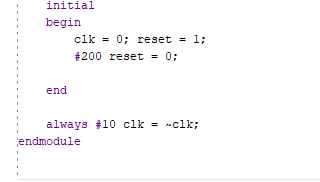 initial
begin
clk = 0; reset = 1;
#200 reset = 0;
end
always #10 clk = ~clk;
endmodule